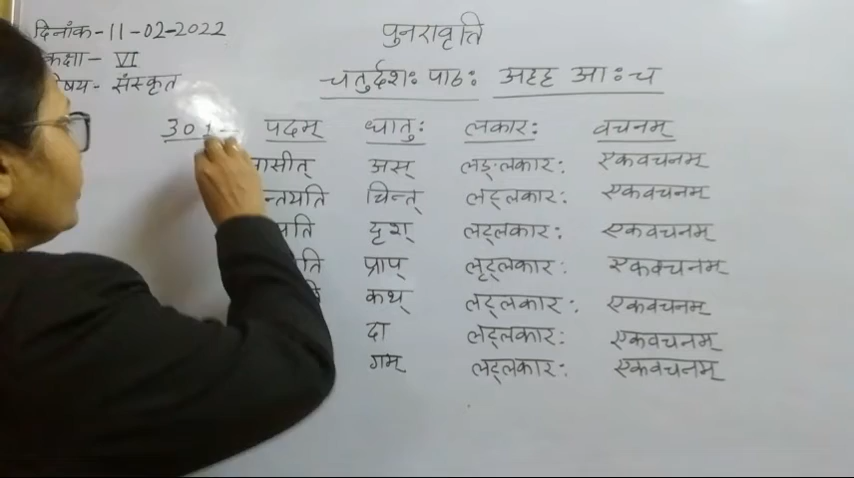 दिनांक-11-02-2022
कक्षा- VI
विषय- संस्कृत
पुनरावृत्ति
चतुर्दशः पाठः अहह आः च
पदम् धातुः लकारः वचनम्
अस् लङ्लकारः एकवचनम्
चिन्त् लट्लकारः एकवचनम्
दृश् लट्लकारः एकवचनम्
प्राप् लृट्लकारः एकवचनम्
कथ् लट्लकारः एकवचनम्
दा लट्लकारः एकवचनम्
गम् लट्लकारः एकवचनम्